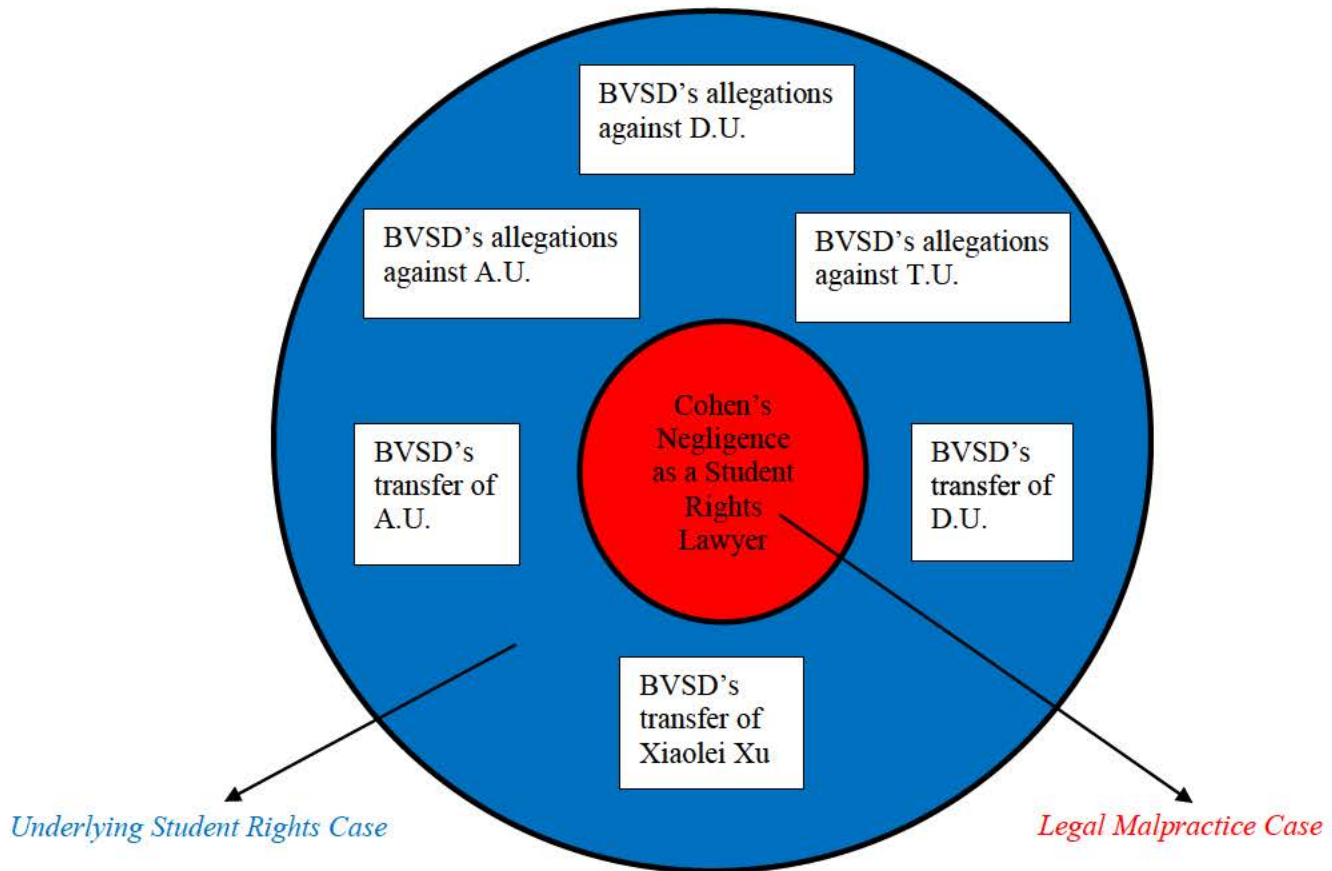 BVSD’s allegations
against D.U.
BVSD’s allegations
against A.U.
BVSD’s allegations
against T.U.
BVSD’s
transfer of
A.U.
Cohen’s
Negligence
as a Student
Rights
Lawyer
BVSD’s
transfer of
D.U.
BVSD’s
transfer of
Xiaolei Xu
Underlying Student Rights Case
Legal Malpractice Case